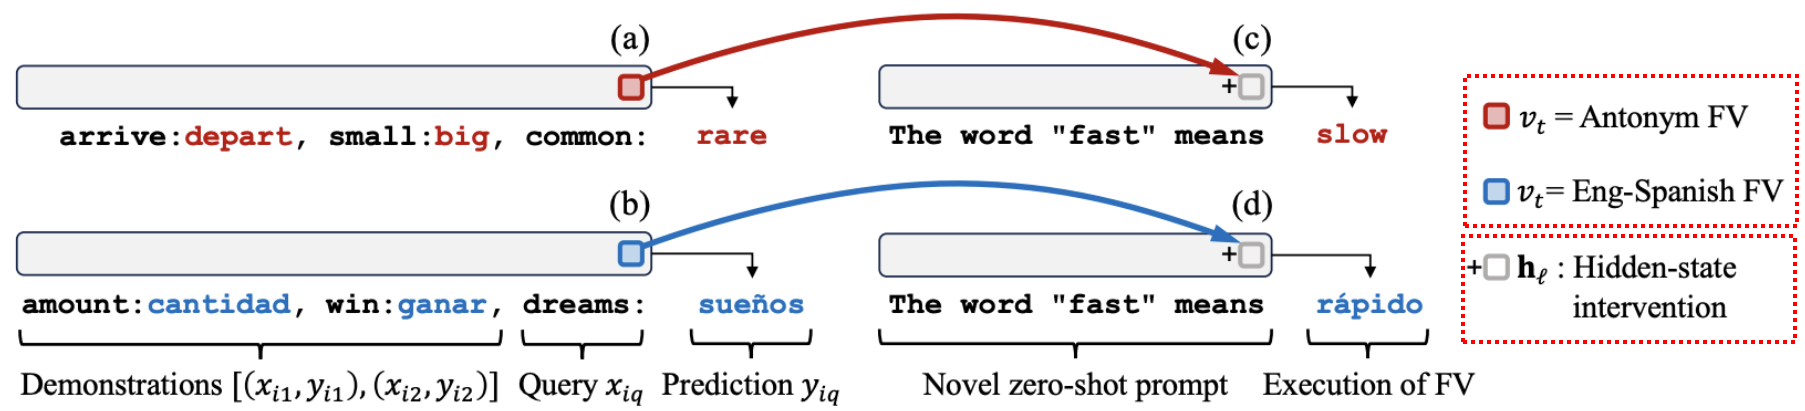 (a)
(c)
+
arrive:depart, small:big, common: rare
The word "fast" means slow
v_t = Antonym FV
v_t = Eng-Spanish FV
(b)
(d)
+
amount:cantidad, win:ganar, dreams: sueños
The word "fast" means rápido
+ h_ℓ : Hidden-state
intervention
Demonstrations [(x_{i1}, y_{i1}), (x_{i2}, y_{i2})]
Query x_{iq}
Prediction y_{iq}
Novel zero-shot prompt
Execution of FV